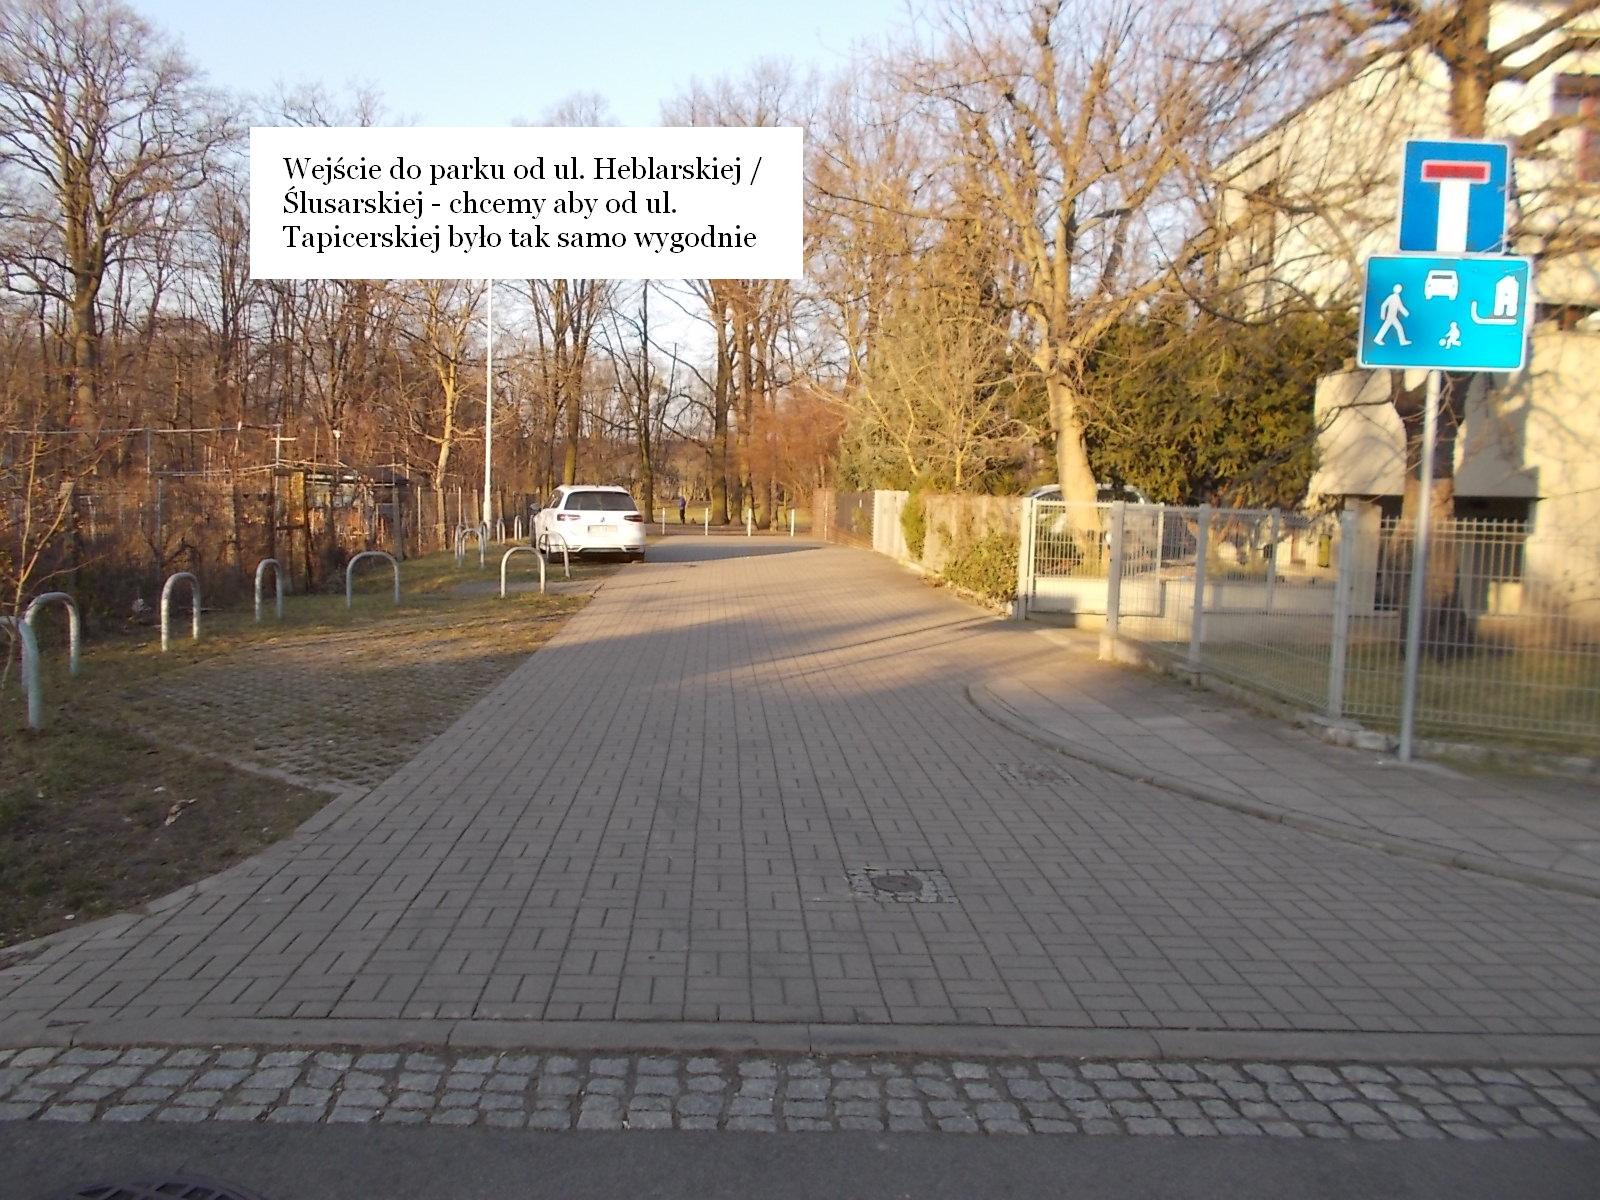 Wejście do parku od ul. Heblarskiej /
Ślusarskiej - chcemy aby od ul.
Tapicerskiej było tak samo wygodnie